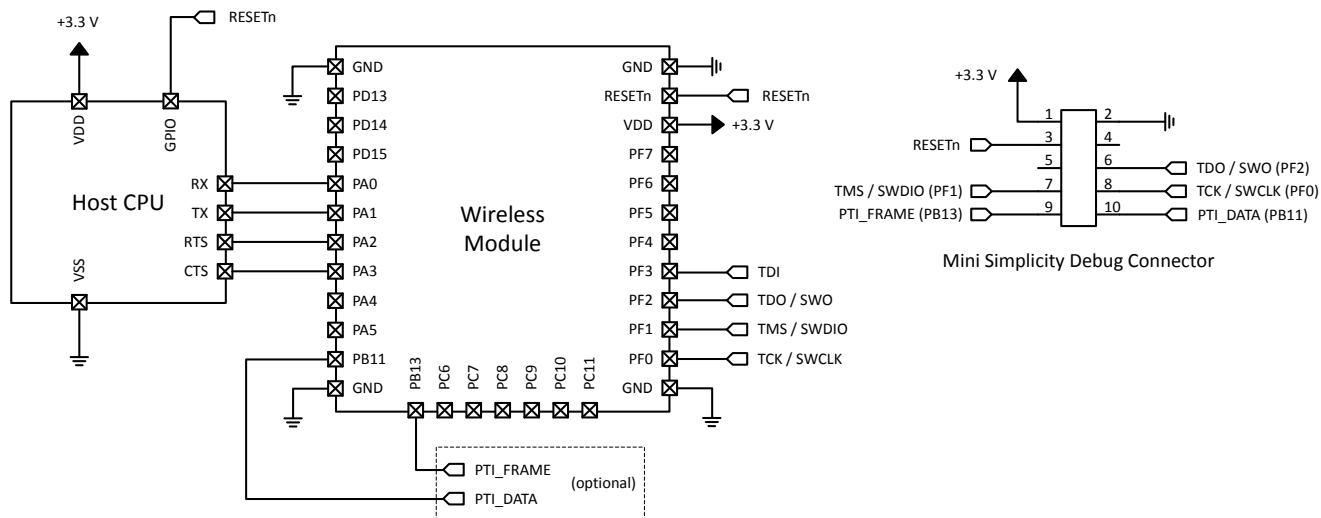 +3.3 V
RESETn
VDD
GPIO
Host CPU
RX
TX
RTS
CTS
VSS
GND
PD13
PD14
PD15
PA0
PA1
PA2
PA3
PA4
PA5
PB11
GND
Wireless
Module
PB13
PC6
PC7
PC8
PC9
PC10
PC11
GND
RESETn
RESETn
VDD
+3.3 V
PF7
PF6
PF5
PF4
PF3
TDI
PF2
TDO / SWO
PF1
TMS / SWDIO
PF0
TCK / SWCLK
GND
PTI_FRAME
(optional)
PTI_DATA
+3.3 V
1
2
RESETn
3
4
5
6
TDO / SWO (PF2)
TMS / SWDIO (PF1)
7
8
TCK / SWCLK (PF0)
PTI_FRAME (PB13)
9
10
PTI_DATA (PB11)
Mini Simplicity Debug Connector